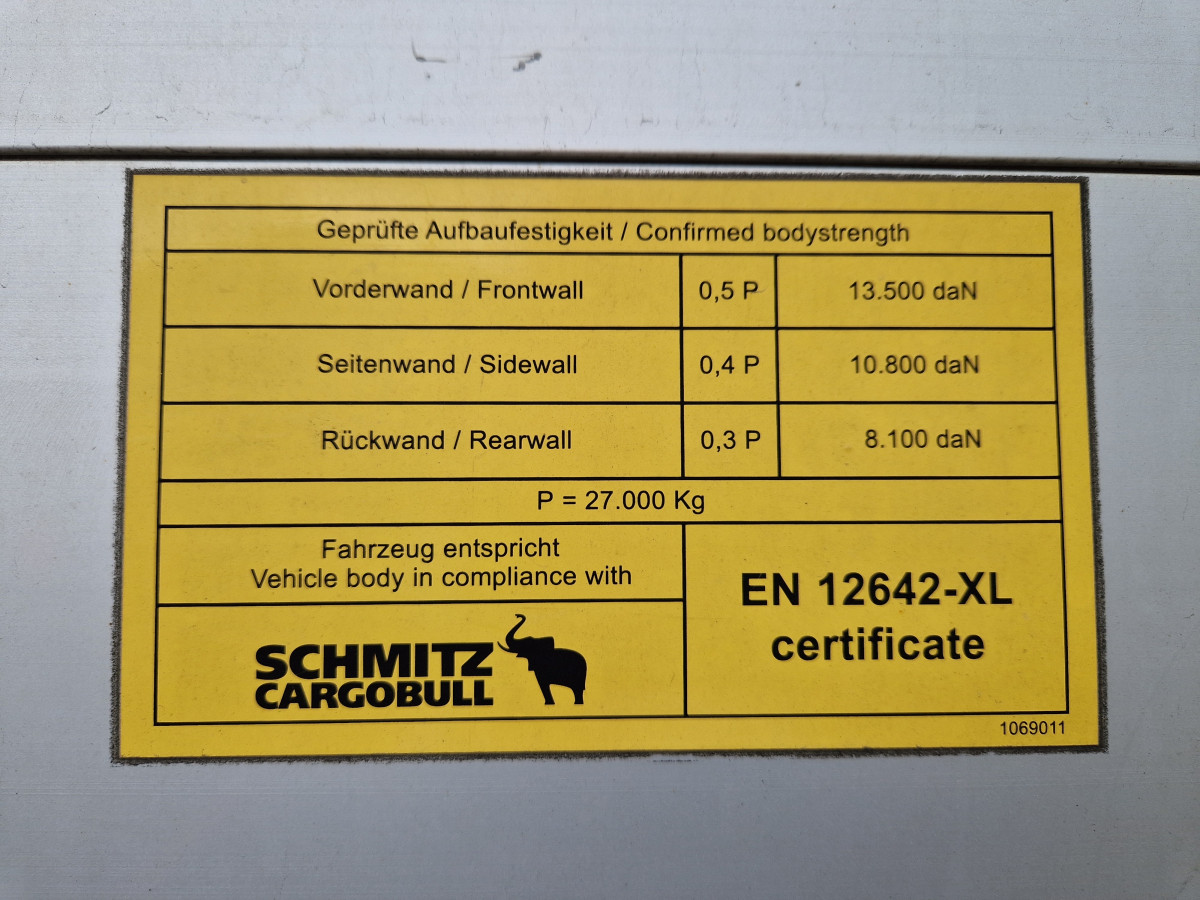 Geprüfte Aufbaufestigkeit / Confirmed bodystrength
Vorderwand / Frontwall 0,5 P 13.500 daN
Seitenwand / Sidewall 0,4 P 10.800 daN
Rückwand / Rearwall 0,3 P 8.100 daN
P = 27.000 Kg
Fahrzeug entspricht
Vehicle body in compliance with
SCHMITZ
CARGOBULL
EN 12642-XL
certificate
1069011